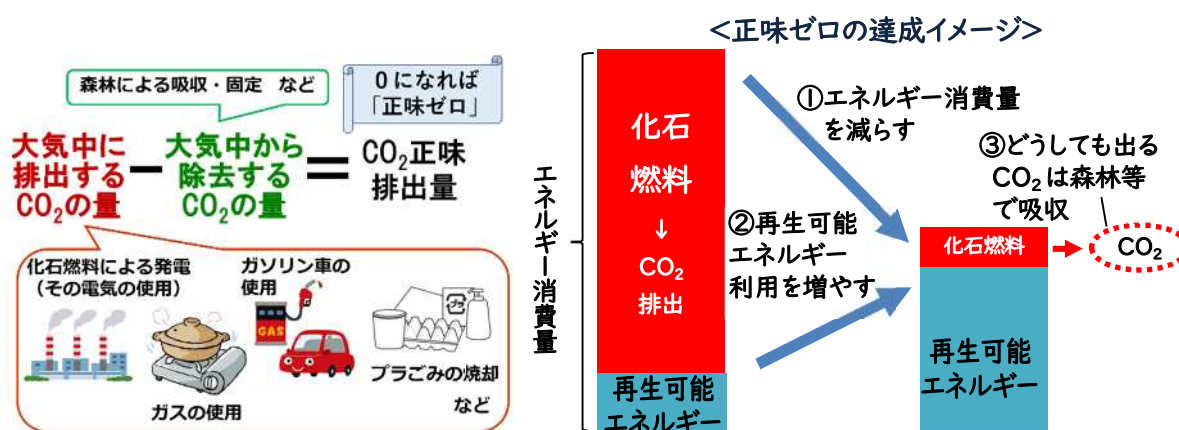 森林による吸収・固定 など
0になれば
「正味ゼロ」
大気中に
排出する
CO₂の量
ー
大気中から
除去する
CO₂の量
＝
CO₂正味
排出量
化石燃料による発電
（その電気の使用）
ガソリン車の
使用
GAS
プラ
ガスの使用
プラごみの焼却
など
＜正味ゼロの達成イメージ＞
エネルギー消費量
化石
燃料
↓
CO₂
排出
再生可能
エネルギー
①エネルギー消費量
を減らす
②再生可能
エネルギー
利用を増やす
③どうしても出る
CO₂は森林等
で吸収
化石燃料
CO₂
再生可能
エネルギー